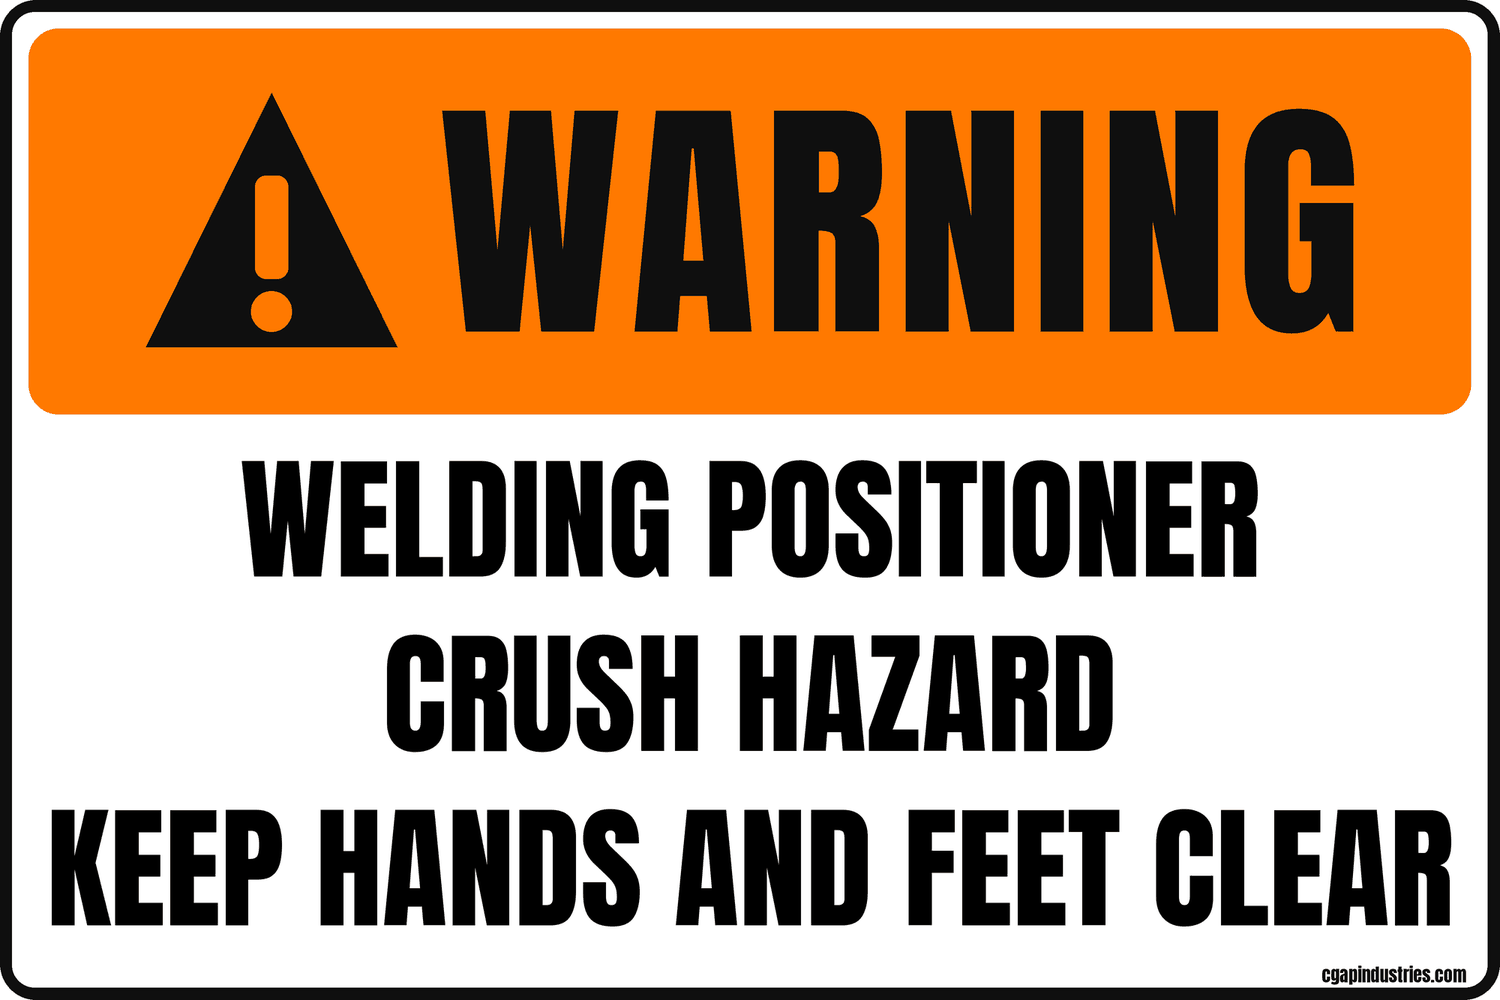 WARNING
WELDING POSITIONER
CRUSH HAZARD
KEEP HANDS AND FEET CLEAR
cgapindustries.com